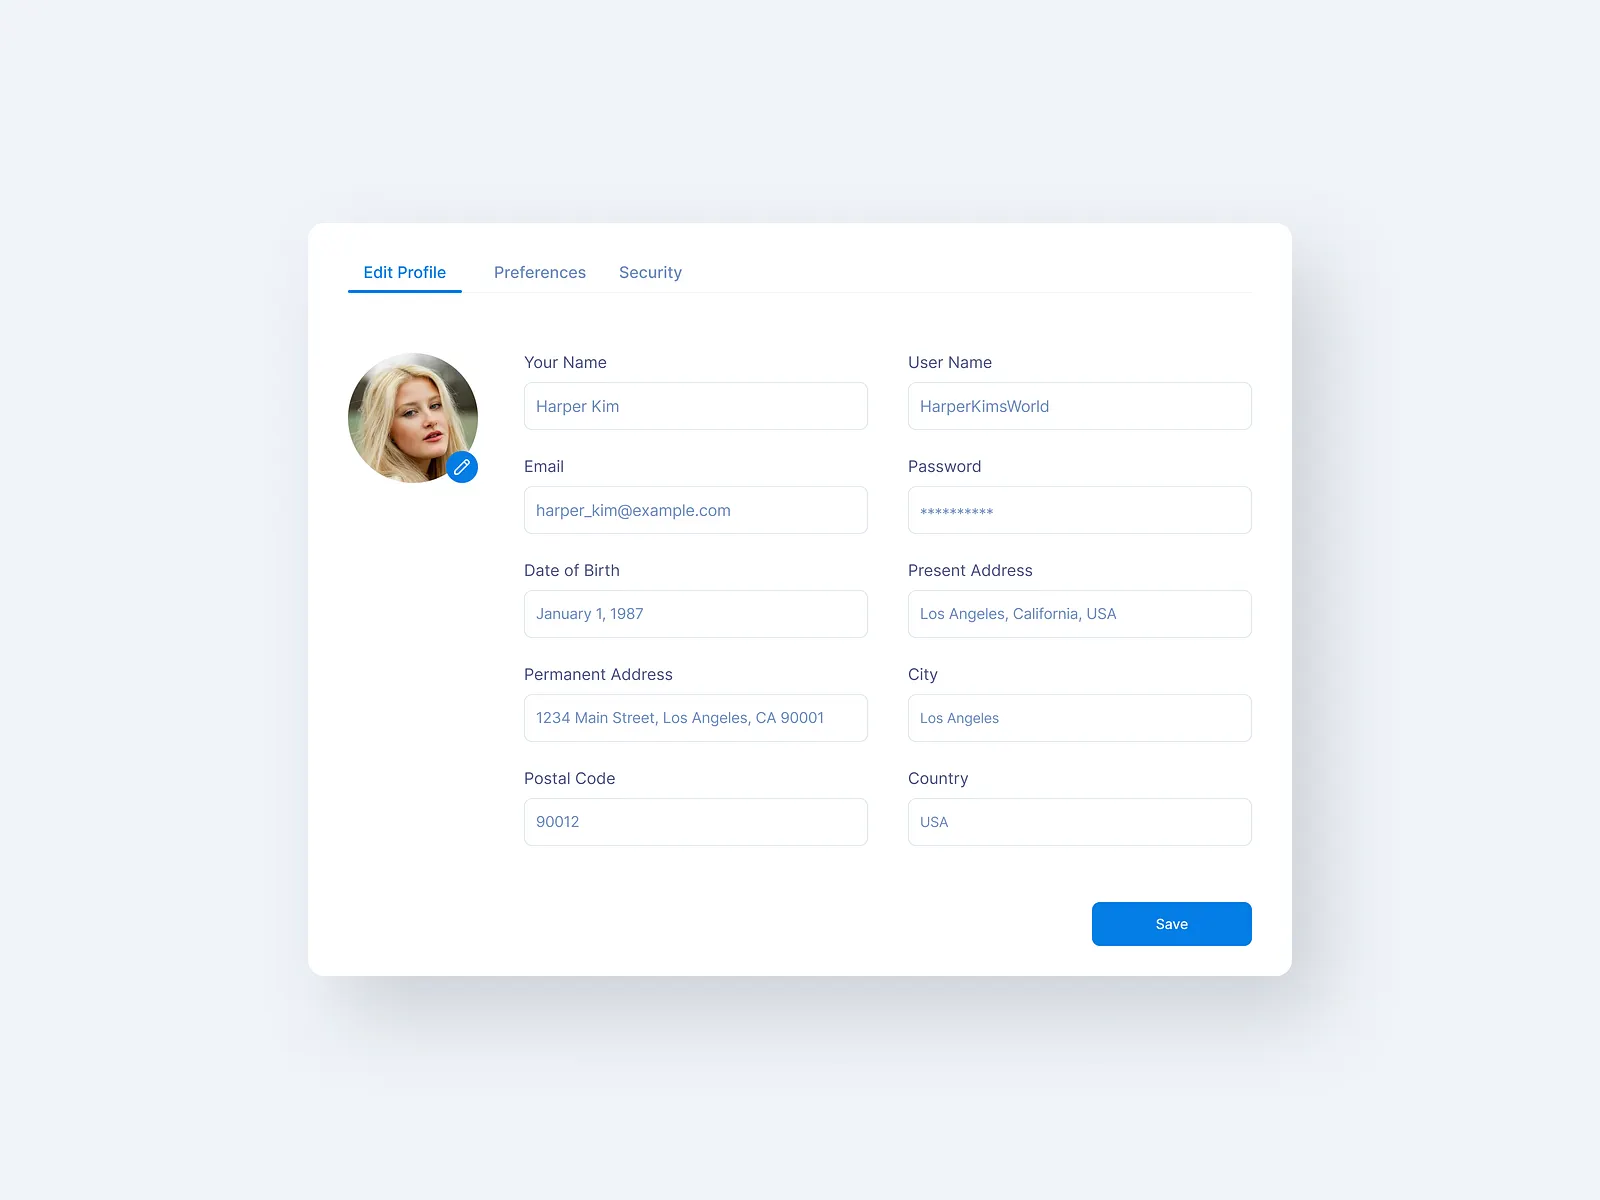 Edit Profile Preferences Security
Your Name User Name
Harper Kim HarperKimsWorld
Email Password
harper_kim@example.com **********
Date of Birth Present Address
January 1, 1987 Los Angeles, California, USA
Permanent Address City
1234 Main Street, Los Angeles, CA 90001 Los Angeles
Postal Code Country
90012 USA
Save